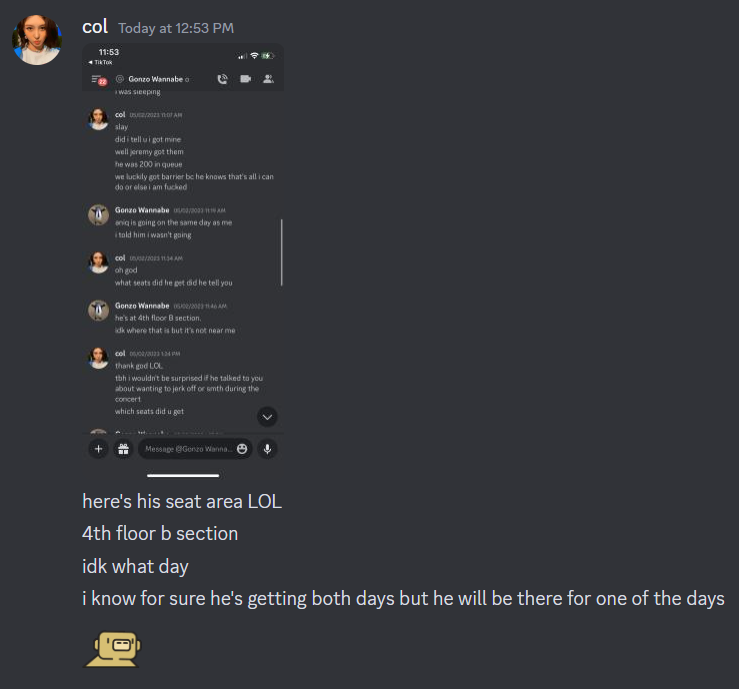 col Today at 12:53 PM
11:53
TikTok
22 @ Gonzo Wannabe
i was sleeping
col 05/02/2023 11:07 AM
slay
did i tell u i got mine
well jeremy got them
he was 200 in queue
we luckily got barrier bc he knows that's all i can
do or else i am fucked
Gonzo Wannabe 05/02/2023 11:19 AM
aniq is going on the same day as me
i told him i wasn't going
col 05/02/2023 11:34 AM
oh god
what seats did he get did he tell you
Gonzo Wannabe 05/02/2023 11:46 AM
he's at 4th floor B section.
idk where that is but it's not near me
col 05/02/2023 1:34 PM
thank god LOL
tbh i wouldn't be surprised if he talked to you
about wanting to jerk off or smth during the
concert
which seats did u get
Message @Gonzo Wanna...
here's his seat area LOL
4th floor b section
idk what day
i know for sure he's getting both days but he will be there for one of the days